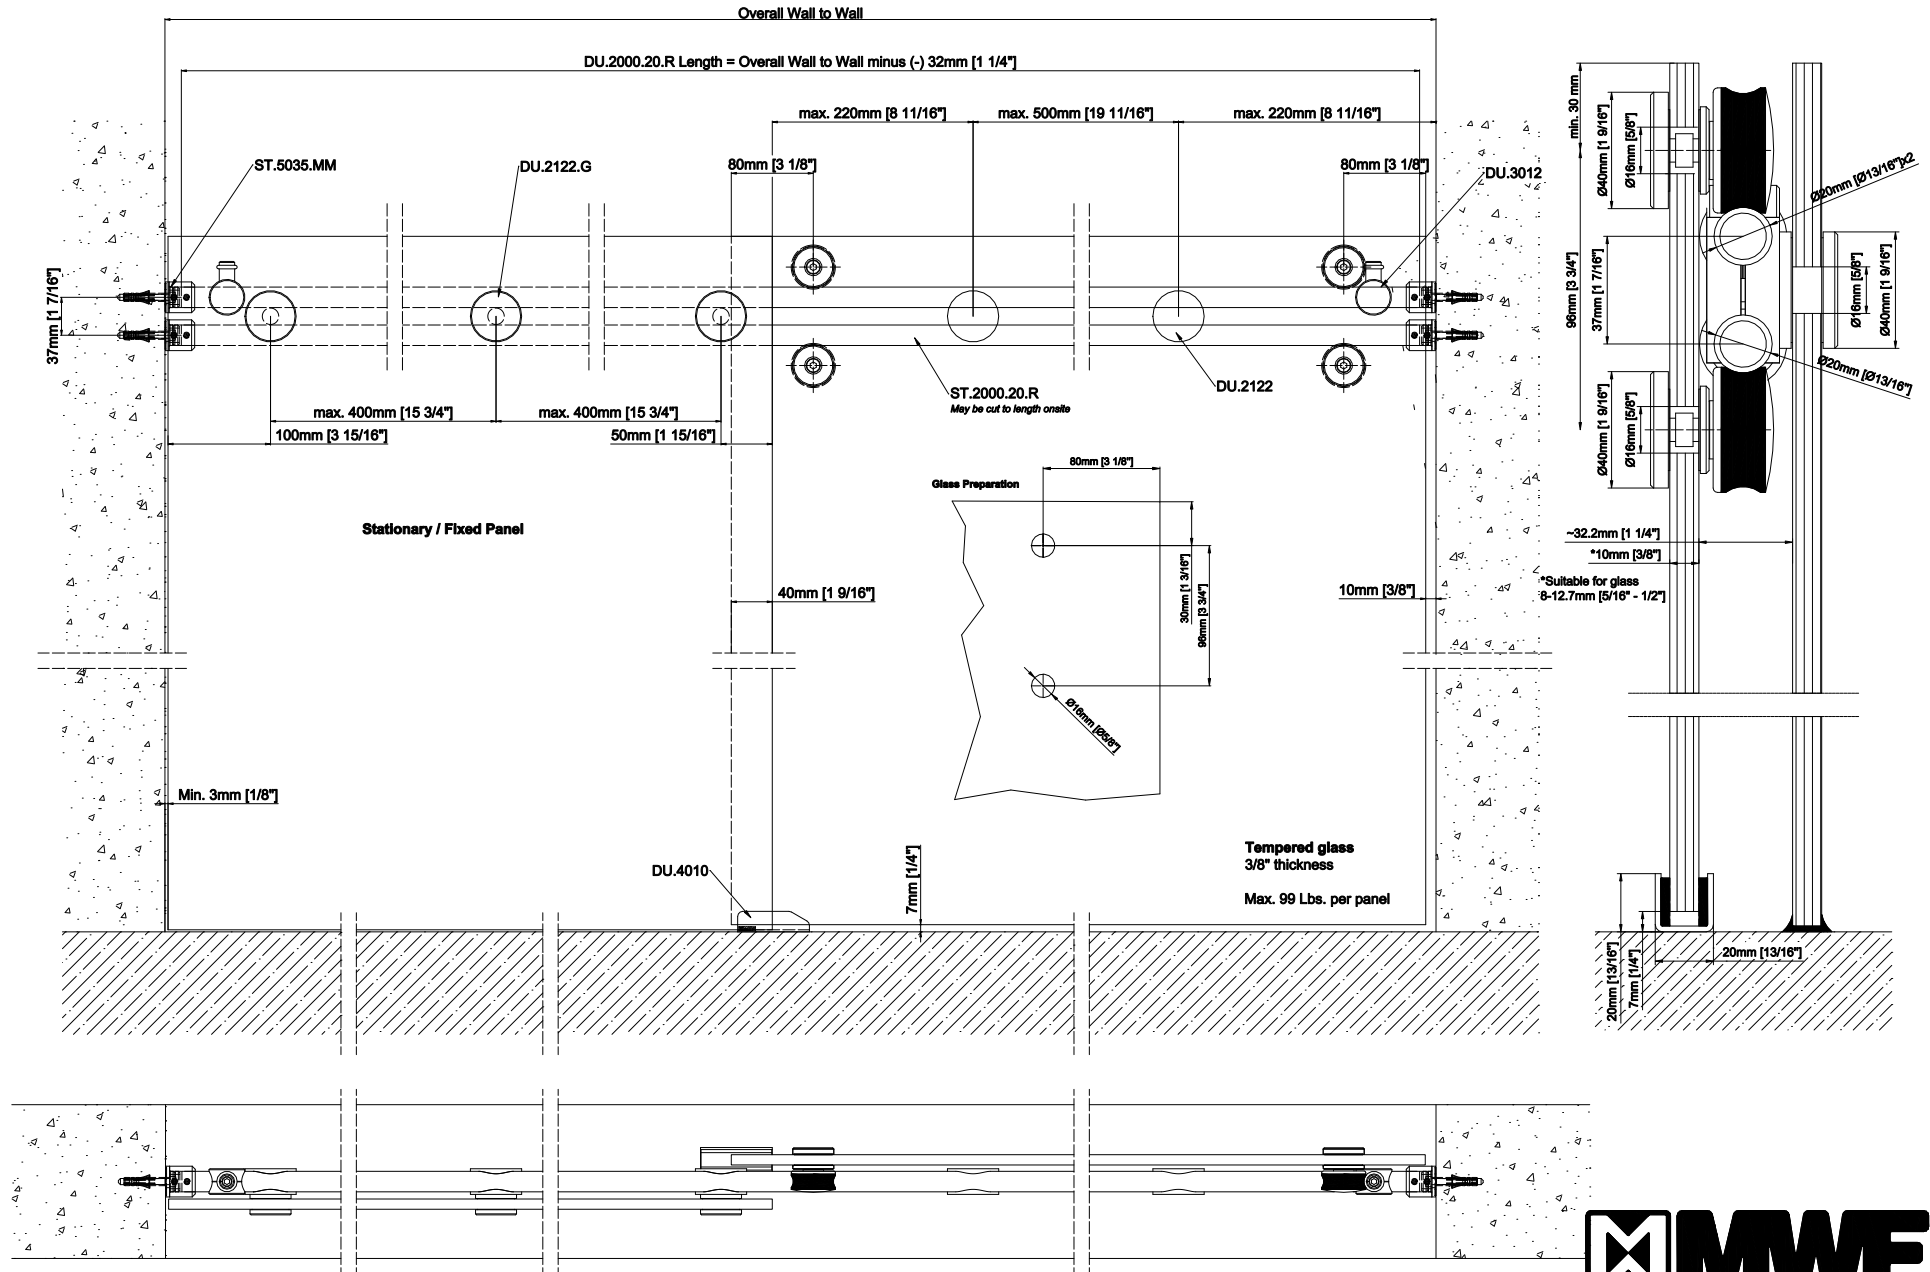 Overall Wall to Wall
DU.2000.20.R Length = Overall Wall to Wall minus (-) 32mm [1 1/4"]
max. 220mm [8 11/16"]
max. 500mm [19 11/16"]
max. 220mm [8 11/16"]
ST.5035.MM
DU.2122.G
80mm [3 1/8"]
80mm [3 1/8"]
DU.3012
37mm [1 7/16"]
ST.2000.20.R
May be cut to length onsite
DU.2122
max. 400mm [15 3/4"]
max. 400mm [15 3/4"]
100mm [3 15/16"]
50mm [1 15/16"]
Stationary / Fixed Panel
Glass Preparation
80mm [3 1/8"]
30mm [1 3/16"]
96mm [3 3/4"]
Ø16mm [Ø5/8"]
40mm [1 9/16"]
10mm [3/8"]
Min. 3mm [1/8"]
DU.4010
7mm [1/4"]
Tempered glass
3/8" thickness
Max. 99 Lbs. per panel
min. 30 mm
Ø40mm [1 9/16"]
Ø16mm [5/8"]
Ø20mm [Ø13/16"]x2
96mm [3 3/4"]
37mm [1 7/16"]
Ø16mm [5/8"]
Ø40mm [1 9/16"]
Ø20mm [Ø13/16"]
Ø40mm [1 9/16"]
Ø16mm [5/8"]
~32.2mm [1 1/4"]
*10mm [3/8"]
*Suitable for glass
8-12.7mm [5/16" - 1/2"]
20mm [13/16"]
7mm [1/4"]
20mm [13/16"]
MWE